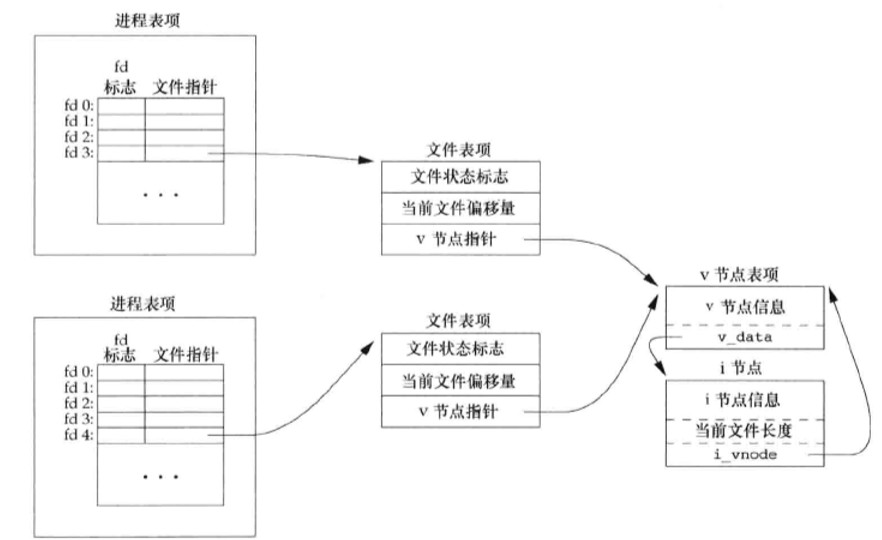 进程表项
fd
标志 文件指针
fd 0:
fd 1:
fd 2:
fd 3:
. . .
文件表项
文件状态标志
当前文件偏移量
v 节点指针
v 节点表项
v 节点信息
v_data
i 节点
i 节点信息
当前文件长度
i_vnode
进程表项
fd
标志 文件指针
fd 0:
fd 1:
fd 2:
fd 3:
fd 4:
. . .
文件表项
文件状态标志
当前文件偏移量
v 节点指针